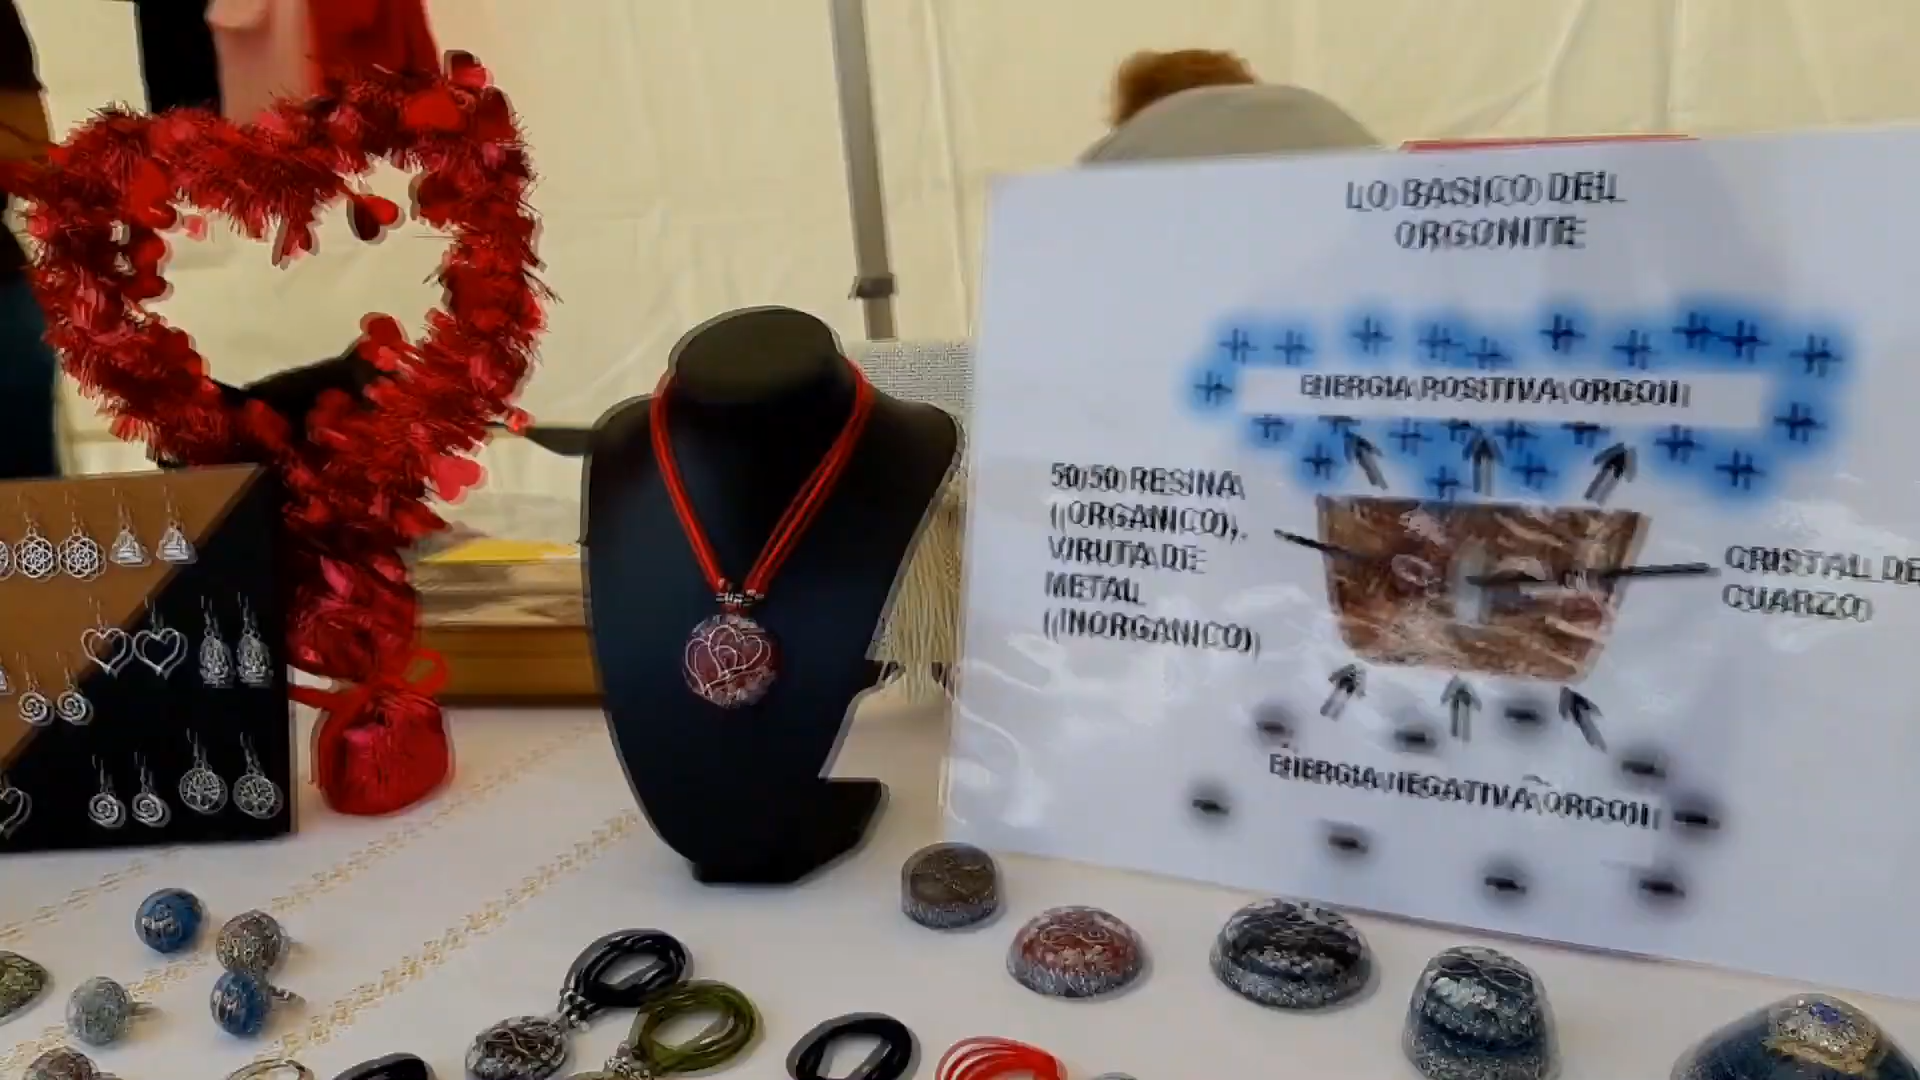 LO BASICO DEL
ORGONITE
ENERGIA POSITIVA ORGON
50/50 RESINA
(ORGANICO),
VIRUTA DE
METAL
(INORGANICO)
CRISTAL DE
CUARZO
ENERGIA NEGATIVA ORGON